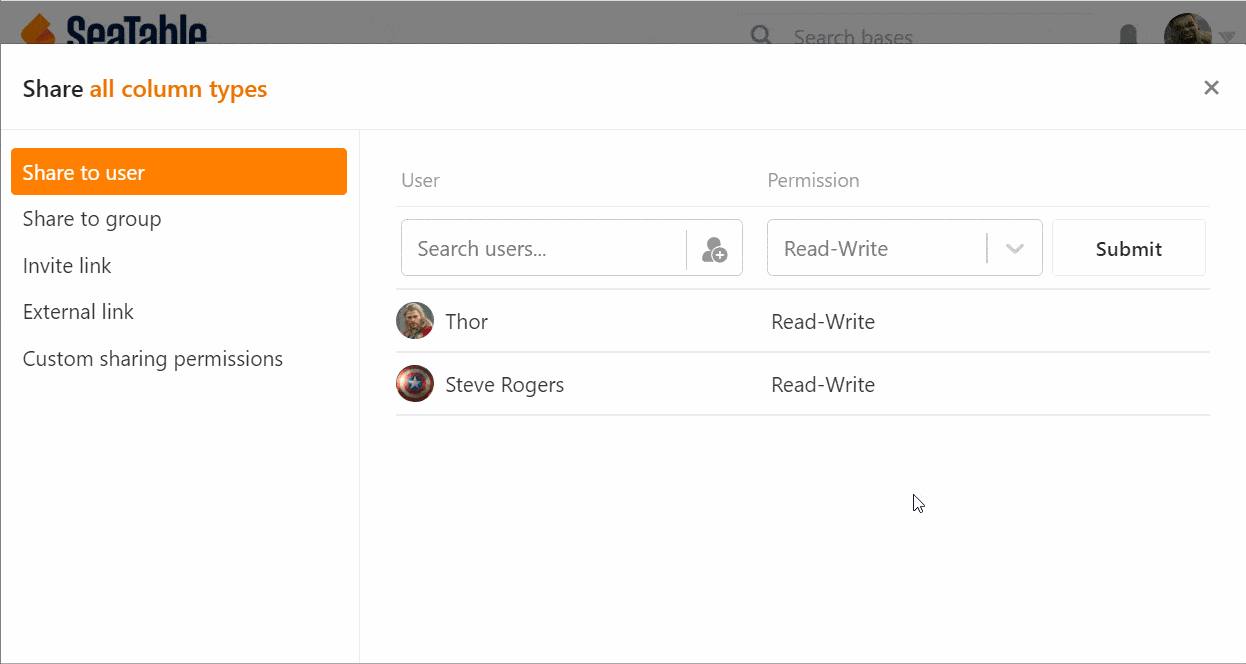 SeaTable
Search bases
Share all column types
Share to user
Share to group
Invite link
External link
Custom sharing permissions
User Permission
Search users... Read-Write Submit
Thor Read-Write
Steve Rogers Read-Write